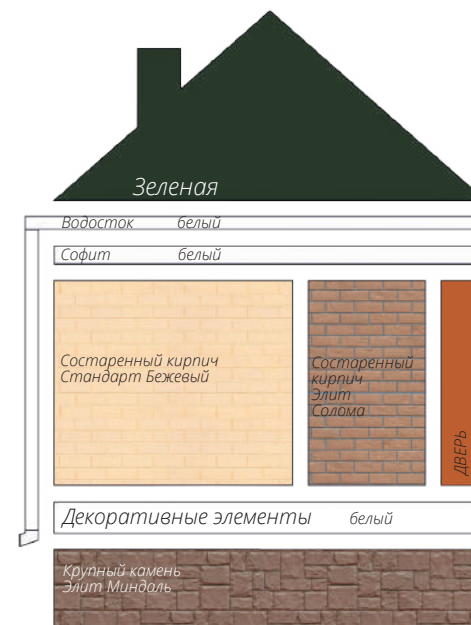 Зеленая
Водосток белый
Софит белый
Состаренный кирпич
Стандарт Бежевый
Состаренный
кирпич
Элит
Солома
ДВЕРЬ
Декоративные элементы белый
Крупный камень
Элит Миндаль